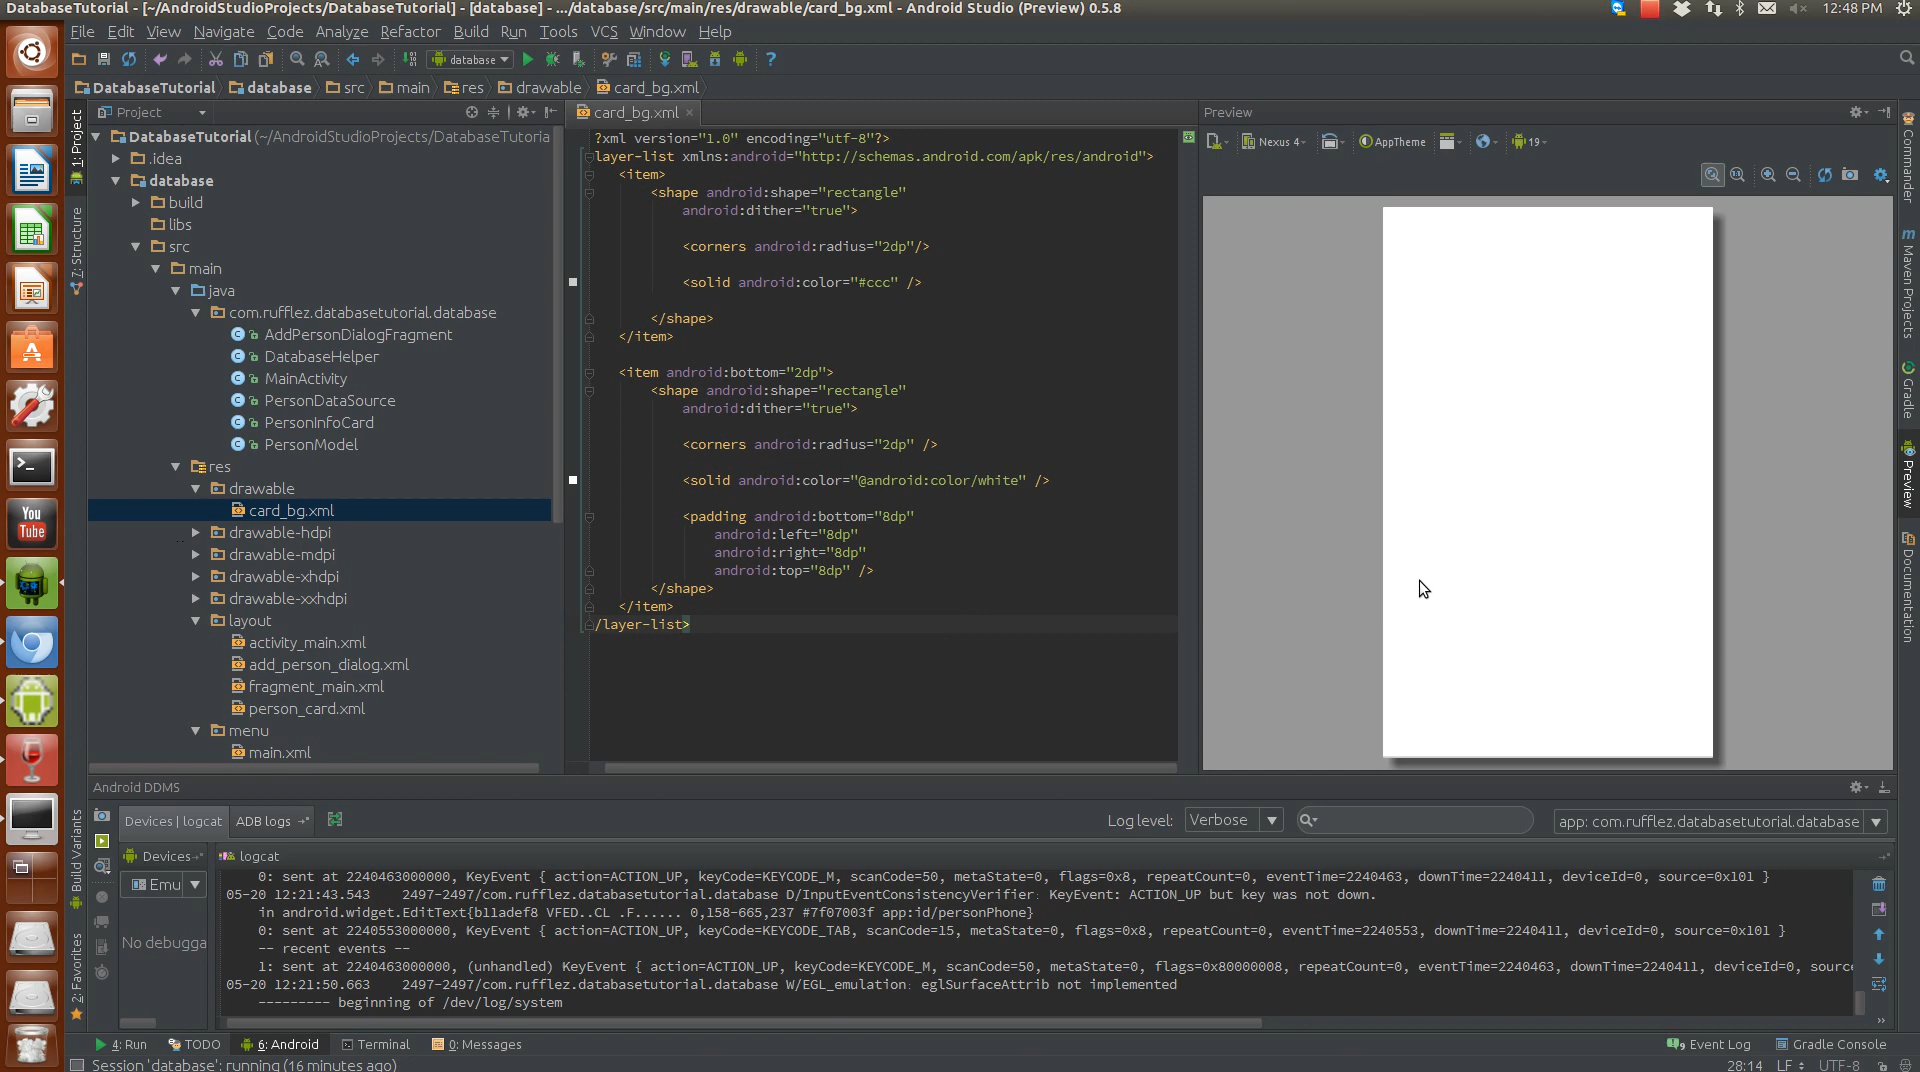 DatabaseTutorial - [~/AndroidStudioProjects/DatabaseTutorial] - [database] - .../database/src/main/res/drawable/card_bg.xml - Android Studio (Preview) 0.5.8
12:48 PM
File Edit View Navigate Code Analyze Refactor Build Run Tools VCS Window Help
database
DatabaseTutorial database src main res drawable card_bg.xml
1: Project
7: Structure
Build Variants
2: Favorites
Project
DatabaseTutorial (~/AndroidStudioProjects/DatabaseTutoria
.idea
database
build
libs
src
main
java
com.rufflez.databasetutorial.database
AddPersonDialogFragment
DatabaseHelper
MainActivity
PersonDataSource
PersonInfoCard
PersonModel
res
drawable
card_bg.xml
drawable-hdpi
drawable-mdpi
drawable-xhdpi
drawable-xxhdpi
layout
activity_main.xml
add_person_dialog.xml
fragment_main.xml
person_card.xml
menu
main.xml
You
Tube
card_bg.xml
?xml version="1.0" encoding="utf-8"?>
layer-list xmlns:android="http://schemas.android.com/apk/res/android">
<item>
<shape android:shape="rectangle"
android:dither="true">
<corners android:radius="2dp"/>
<solid android:color="#ccc" />
</shape>
</item>
<item android:bottom="2dp">
<shape android:shape="rectangle"
android:dither="true">
<corners android:radius="2dp" />
<solid android:color="@android:color/white" />
<padding android:bottom="8dp"
android:left="8dp"
android:right="8dp"
android:top="8dp" />
</shape>
</item>
/layer-list>
Preview
Nexus 4 AppTheme 19
Commander
m Maven Projects
Gradle
Preview
Documentation
Android DDMS
Devices | logcat ADB logs
Log level: Verbose app: com.rufflez.databasetutorial.database
Devices logcat
Emu
No debugga
0: sent at 2240463000000, KeyEvent { action=ACTION_UP, keyCode=KEYCODE_M, scanCode=50, metaState=0, flags=0x8, repeatCount=0, eventTime=2240463, downTime=2240411, deviceId=0, source=0x101 }
05-20 12:21:43.543 2497-2497/com.rufflez.databasetutorial.database D/InputEventConsistencyVerifier: KeyEvent: ACTION_UP but key was not down.
in android.widget.EditText{b11adef8 VFED..CL .F...... 0,158-665,237 #7f07003f app:id/personPhone}
0: sent at 2240553000000, KeyEvent { action=ACTION_UP, keyCode=KEYCODE_TAB, scanCode=15, metaState=0, flags=0x8, repeatCount=0, eventTime=2240553, downTime=2240411, deviceId=0, source=0x101 }
-- recent events --
1: sent at 2240463000000, (unhandled) KeyEvent { action=ACTION_UP, keyCode=KEYCODE_M, scanCode=50, metaState=0, flags=0x80000008, repeatCount=0, eventTime=2240463, downTime=2240411, deviceId=0, source
05-20 12:21:50.663 2497-2497/com.rufflez.databasetutorial.database W/EGL_emulation: eglSurfaceAttrib not implemented
--------- beginning of /dev/log/system
4: Run TODO 6: Android Terminal 0: Messages Event Log Gradle Console
Session 'database': running (16 minutes ago) 28:14 LF UTF-8